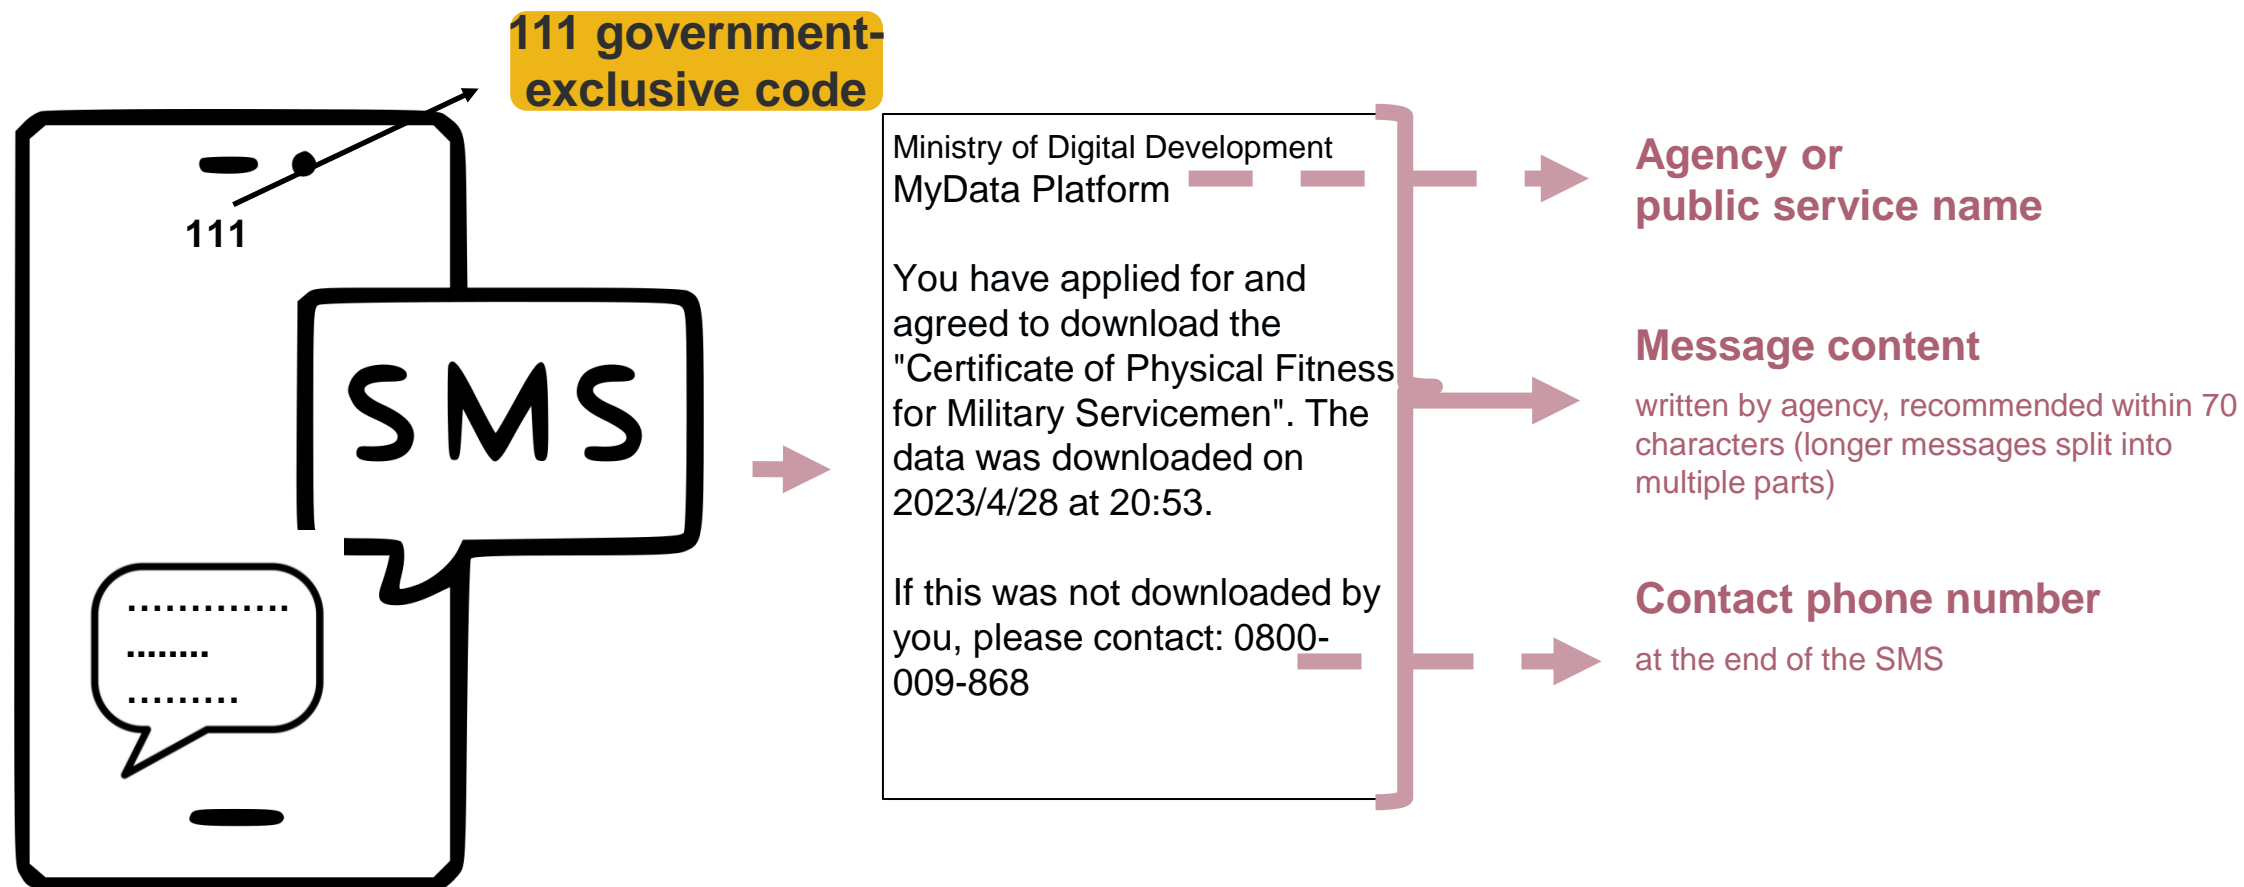 111 government-
exclusive code
111
SMS
.............
........
.........
Ministry of Digital Development
MyData Platform
You have applied for and
agreed to download the
"Certificate of Physical Fitness
for Military Servicemen". The
data was downloaded on
2023/4/28 at 20:53.
If this was not downloaded by
you, please contact: 0800-
009-868
Agency or
public service name
Message content
written by agency, recommended within 70
characters (longer messages split into
multiple parts)
Contact phone number
at the end of the SMS